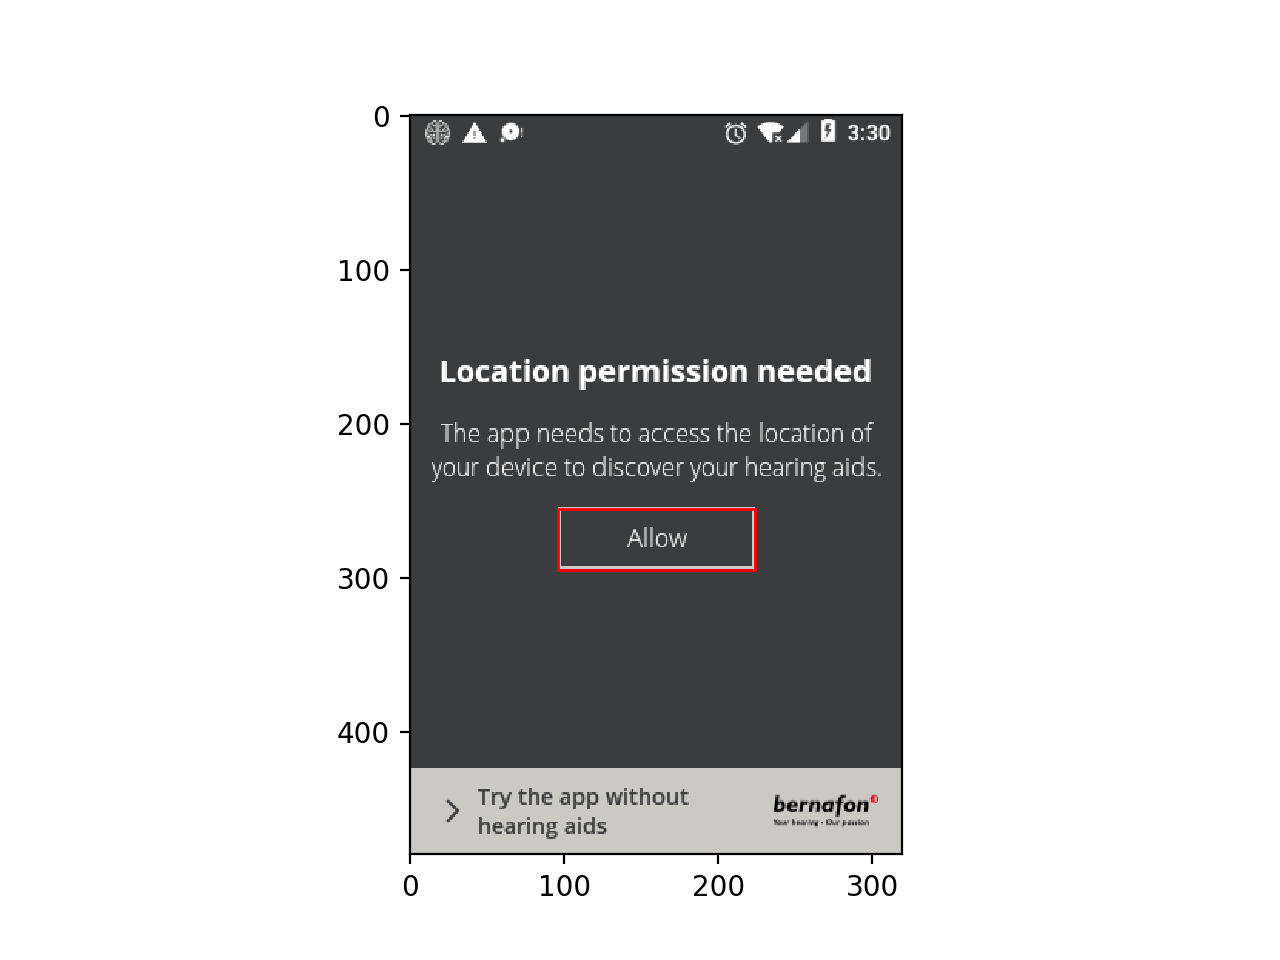 0
100
200
300
400
0
100
200
300
3:30
Location permission needed
The app needs to access the location of
your device to discover your hearing aids.
Allow
Try the app without
hearing aids
bernafon
Your hearing • Our passion